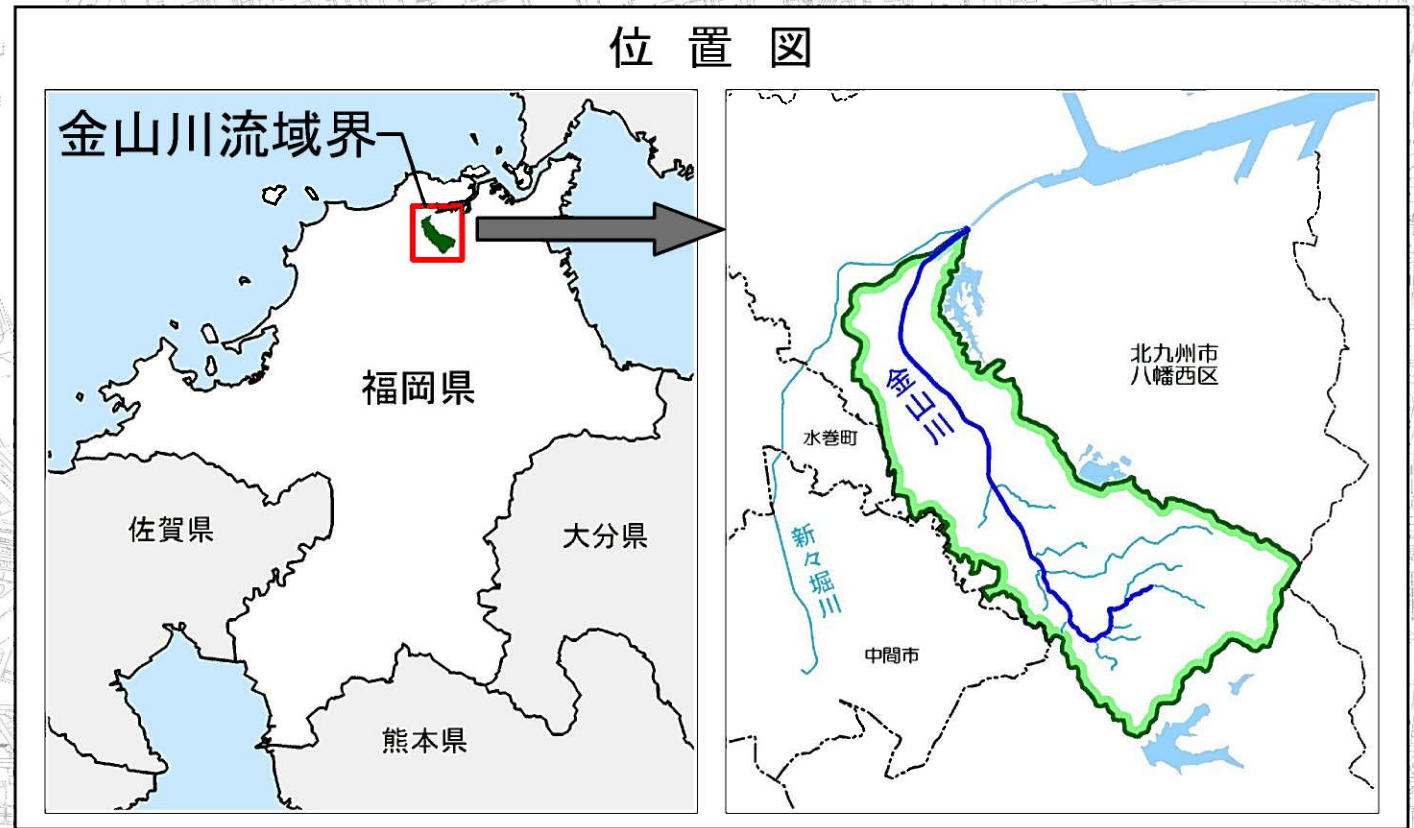 位置図
金山川流域界
福岡県
佐賀県
大分県
熊本県
北九州市
八幡西区
金山川
水巻町
新々堀川
中間市